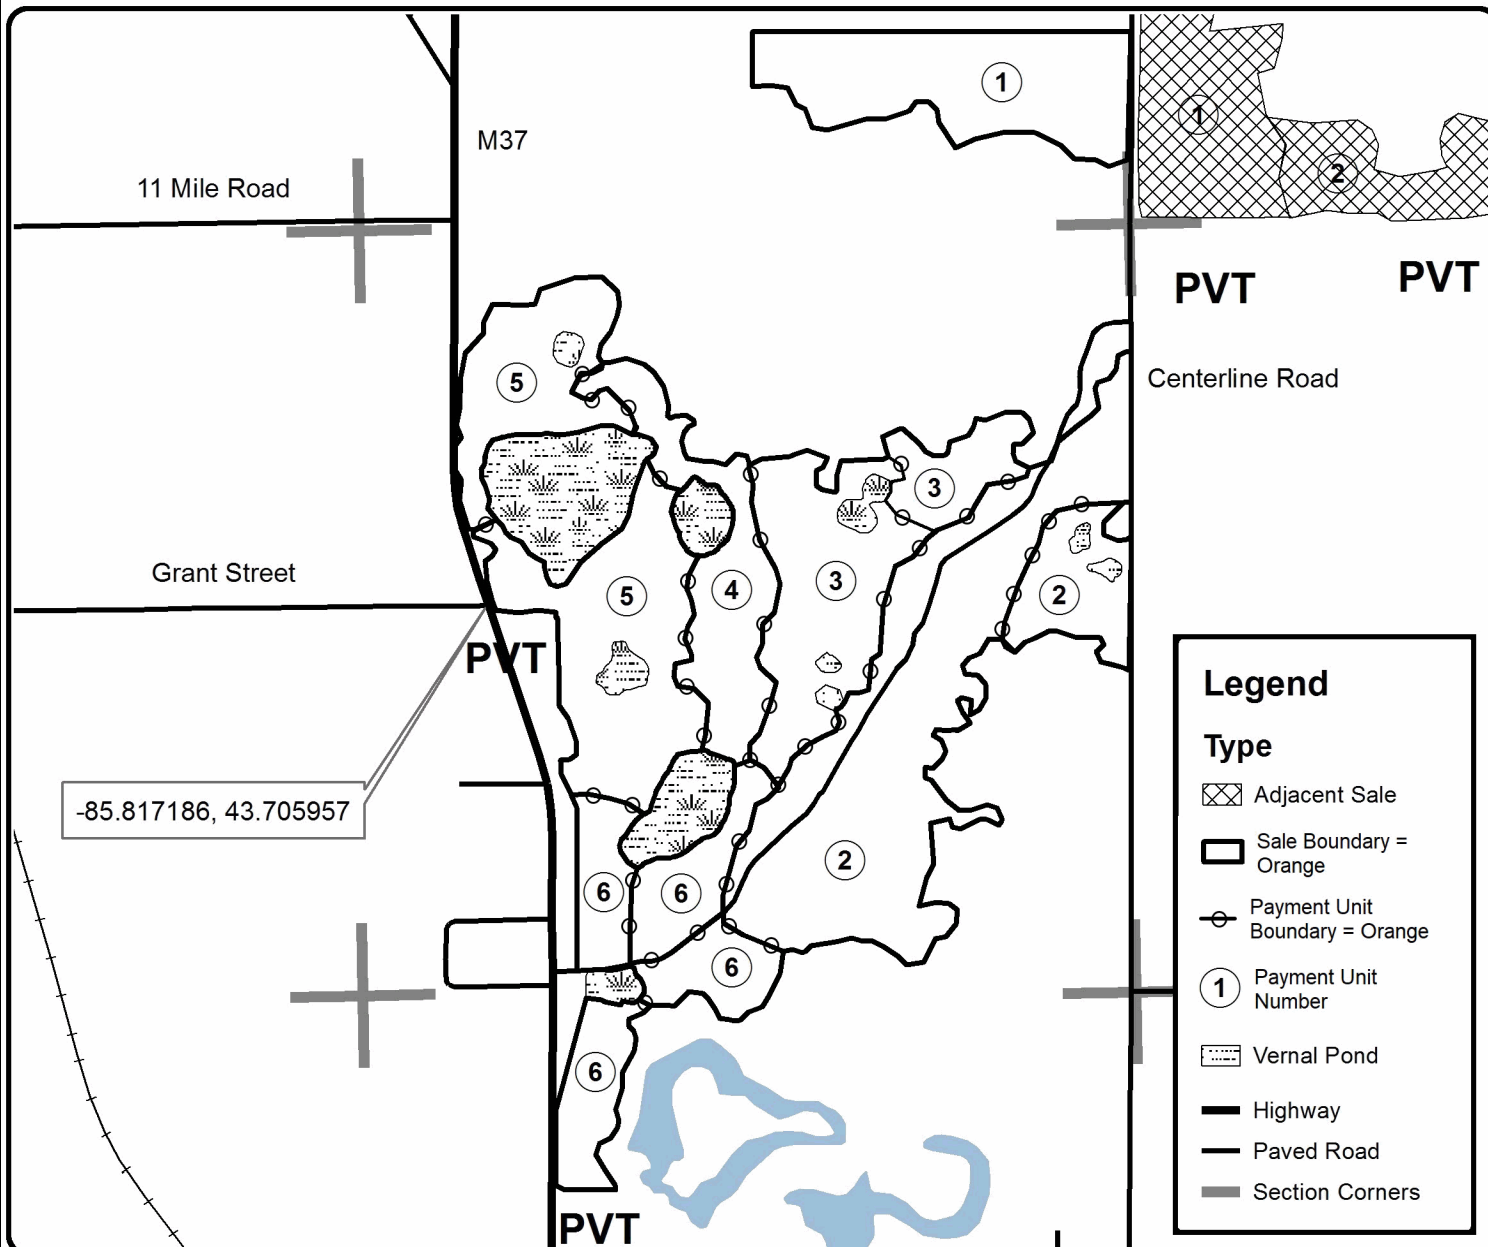 1
1
M37
2
11 Mile Road
PVT
PVT
5
Centerline Road
3
Grant Street
5
4
3
2
PVT
Legend
Type
-85.817186, 43.705957
Adjacent Sale
Sale Boundary =
Orange
2
6
6
Payment Unit
Boundary = Orange
6
1
Payment Unit
Number
Vernal Pond
6
Highway
Paved Road
Section Corners
PVT